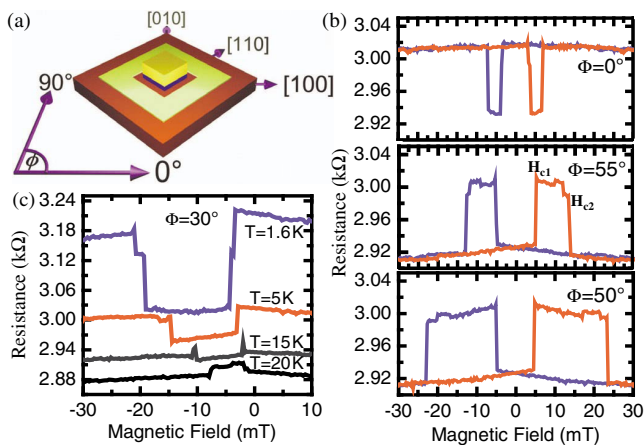 (a)
[010]
[110]
[100]
90°
ϕ
0°
(b)
3.04
3.00
2.96
2.92
Φ=0°
3.00
2.96
2.92
Hc1
Hc2
Φ=55°
3.00
2.96
2.92
Φ=50°
Resistance (kΩ)
-30 -20 -10 0 10 20 30
Magnetic Field (mT)
(c)
3.24
3.18
3.12
3.06
3.00
2.94
2.88
Φ=30°
T=1.6K
T=5K
T=15K
T=20K
Resistance (kΩ)
-30 -20 -10 0 10
Magnetic Field (mT)